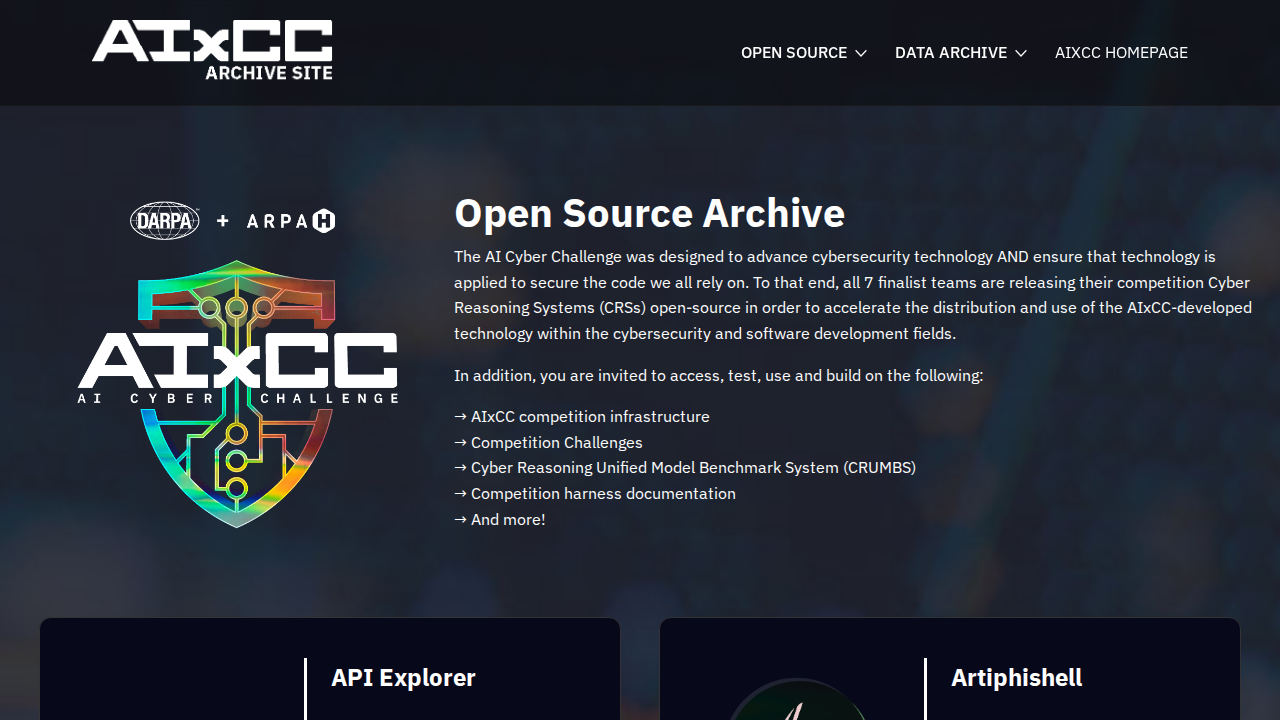 AIxCC
ARCHIVE SITE
OPEN SOURCE
DATA ARCHIVE
AIXCC HOMEPAGE
DARPA + ARPA H
AIxCC
AI CYBER CHALLENGE
Open Source Archive
The AI Cyber Challenge was designed to advance cybersecurity technology AND ensure that technology is
applied to secure the code we all rely on. To that end, all 7 finalist teams are releasing their competition Cyber
Reasoning Systems (CRSs) open-source in order to accelerate the distribution and use of the AIxCC-developed
technology within the cybersecurity and software development fields.
In addition, you are invited to access, test, use and build on the following:
→ AIxCC competition infrastructure
→ Competition Challenges
→ Cyber Reasoning Unified Model Benchmark System (CRUMBS)
→ Competition harness documentation
→ And more!
API Explorer
Artiphishell